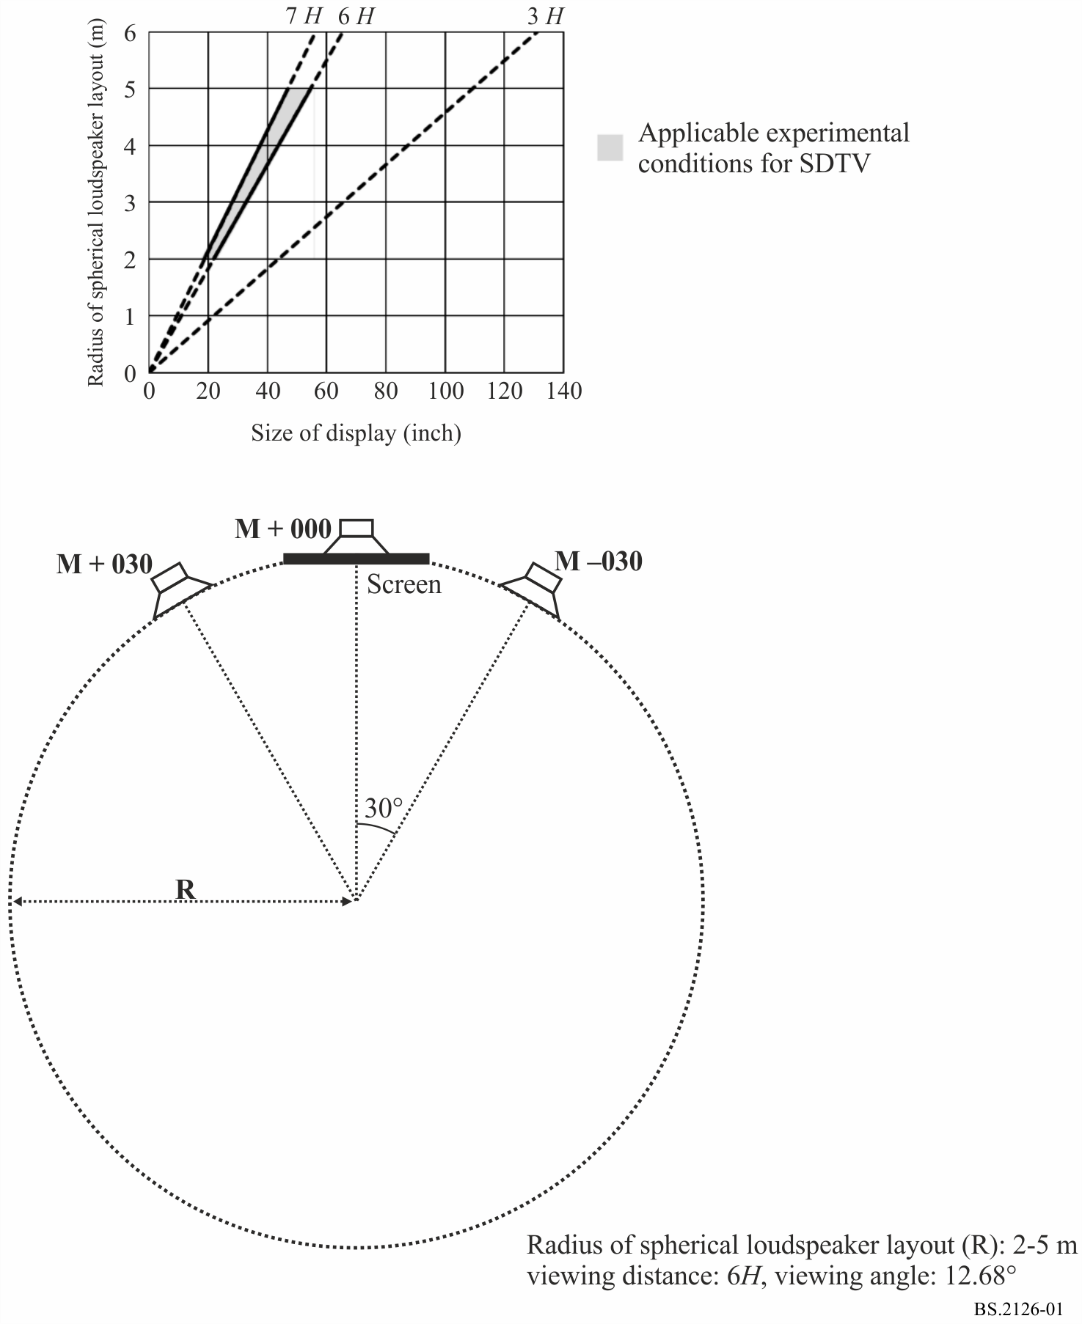 7 H 6 H 3 H
6
5
4
3
2
1
0
Radius of spherical loudspeaker layout (m)
0 20 40 60 80 100 120 140
Size of display (inch)
Applicable experimental
conditions for SDTV
M + 000
M + 030
M –030
Screen
30°
R
Radius of spherical loudspeaker layout (R): 2-5 m
viewing distance: 6H, viewing angle: 12.68°
BS.2126-01